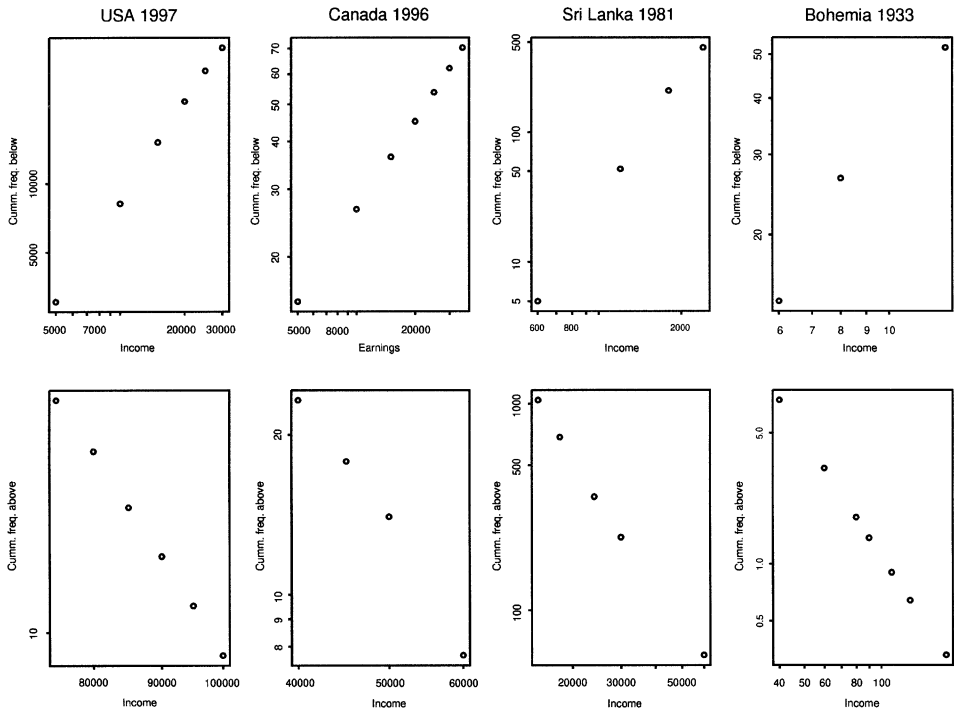 USA 1997
Canada 1996
Sri Lanka 1981
Bohemia 1933
Cumm. freq. below
10000
5000
5000 7000 20000 30000
Income
Cumm. freq. below
70
60
50
40
30
20
5000 8000 20000
Earnings
Cumm. freq. below
500
100
50
10
5
600 800 2000
Income
Cumm. freq. below
50
40
30
20
6 7 8 9 10
Income
Cumm. freq. above
10
80000 90000 100000
Income
Cumm. freq. above
20
10
9
8
40000 50000 60000
Income
Cumm. freq. above
1000
500
100
20000 30000 50000
Income
Cumm. freq. above
5.0
1.0
0.5
40 50 60 80 100
Income